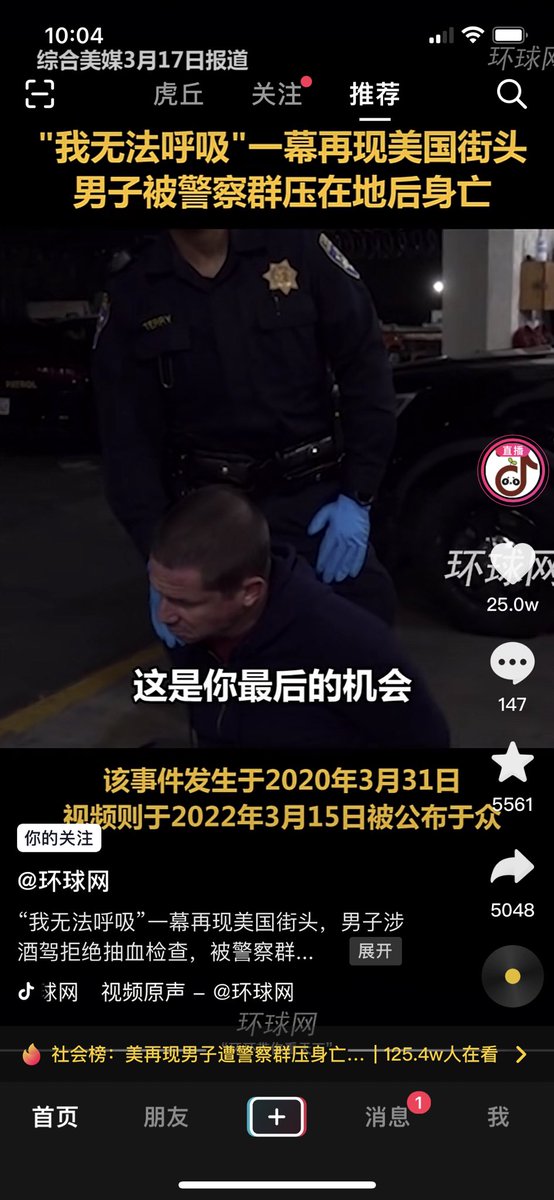 10:04
综合美媒3月17日报道
环球网
虎丘
关注
推荐
"我无法呼吸"一幕再现美国街头
男子被警察群压在地后身亡
TERRY
直播
环球网
25.0w
这是你最后的机会
147
该事件发生于2020年3月31日
视频则于2022年3月15日被公布于众
5561
你的关注
@环球网
5048
“我无法呼吸”一幕再现美国街头，男子涉
酒驾拒绝抽血检查，被警察群...
展开
球网 视频原声 – @环球网
环球网
社会榜：美再现男子遭警察群压身亡... | 125.4w人在看
首页
朋友
消息
1
我